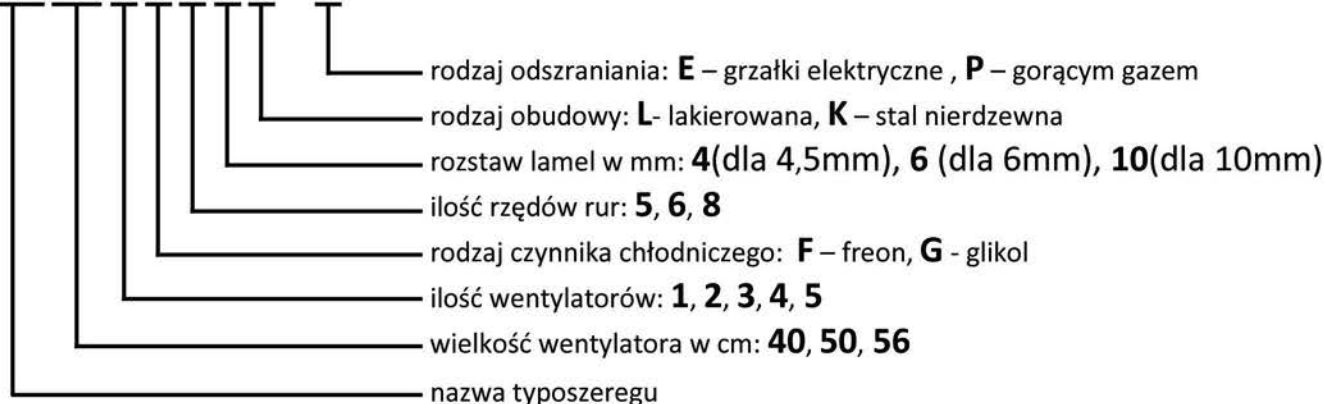 rodzaj odszraniania: E – grzałki elektryczne , P – gorącym gazem
rodzaj obudowy: L- lakierowana, K – stal nierdzewna
rozstaw lamel w mm: 4(dla 4,5mm), 6 (dla 6mm), 10(dla 10mm)
ilość rzędów rur: 5, 6, 8
rodzaj czynnika chłodniczego: F – freon, G - glikol
ilość wentylatorów: 1, 2, 3, 4, 5
wielkość wentylatora w cm: 40, 50, 56
nazwa typoszeregu